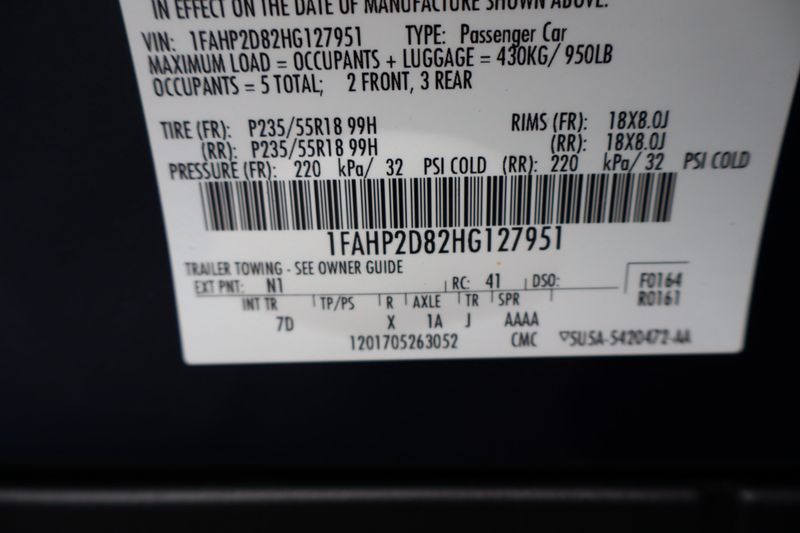 IN EFFECT ON THE DATE OF MANUFACTURE SHOWN ABOVE.
VIN: 1FAHP2D82HG127951 TYPE: Passenger Car
MAXIMUM LOAD = OCCUPANTS + LUGGAGE = 430KG/ 950LB
OCCUPANTS = 5 TOTAL; 2 FRONT, 3 REAR
TIRE (FR): P235/55R18 99H RIMS (FR): 18X8.0J
(RR): P235/55R18 99H (RR): 18X8.0J
PRESSURE (FR): 220 kPa/ 32 PSI COLD (RR): 220 kPa/ 32 PSI COLD
1FAHP2D82HG127951
TRAILER TOWING - SEE OWNER GUIDE
EXT PNT: N1 RC: 41 DSO: F0164
INT TR TP/PS R AXLE TR SPR R0161
7D X 1A J AAAA
1201705263052 CMC ▽5U5A-5420472-AA